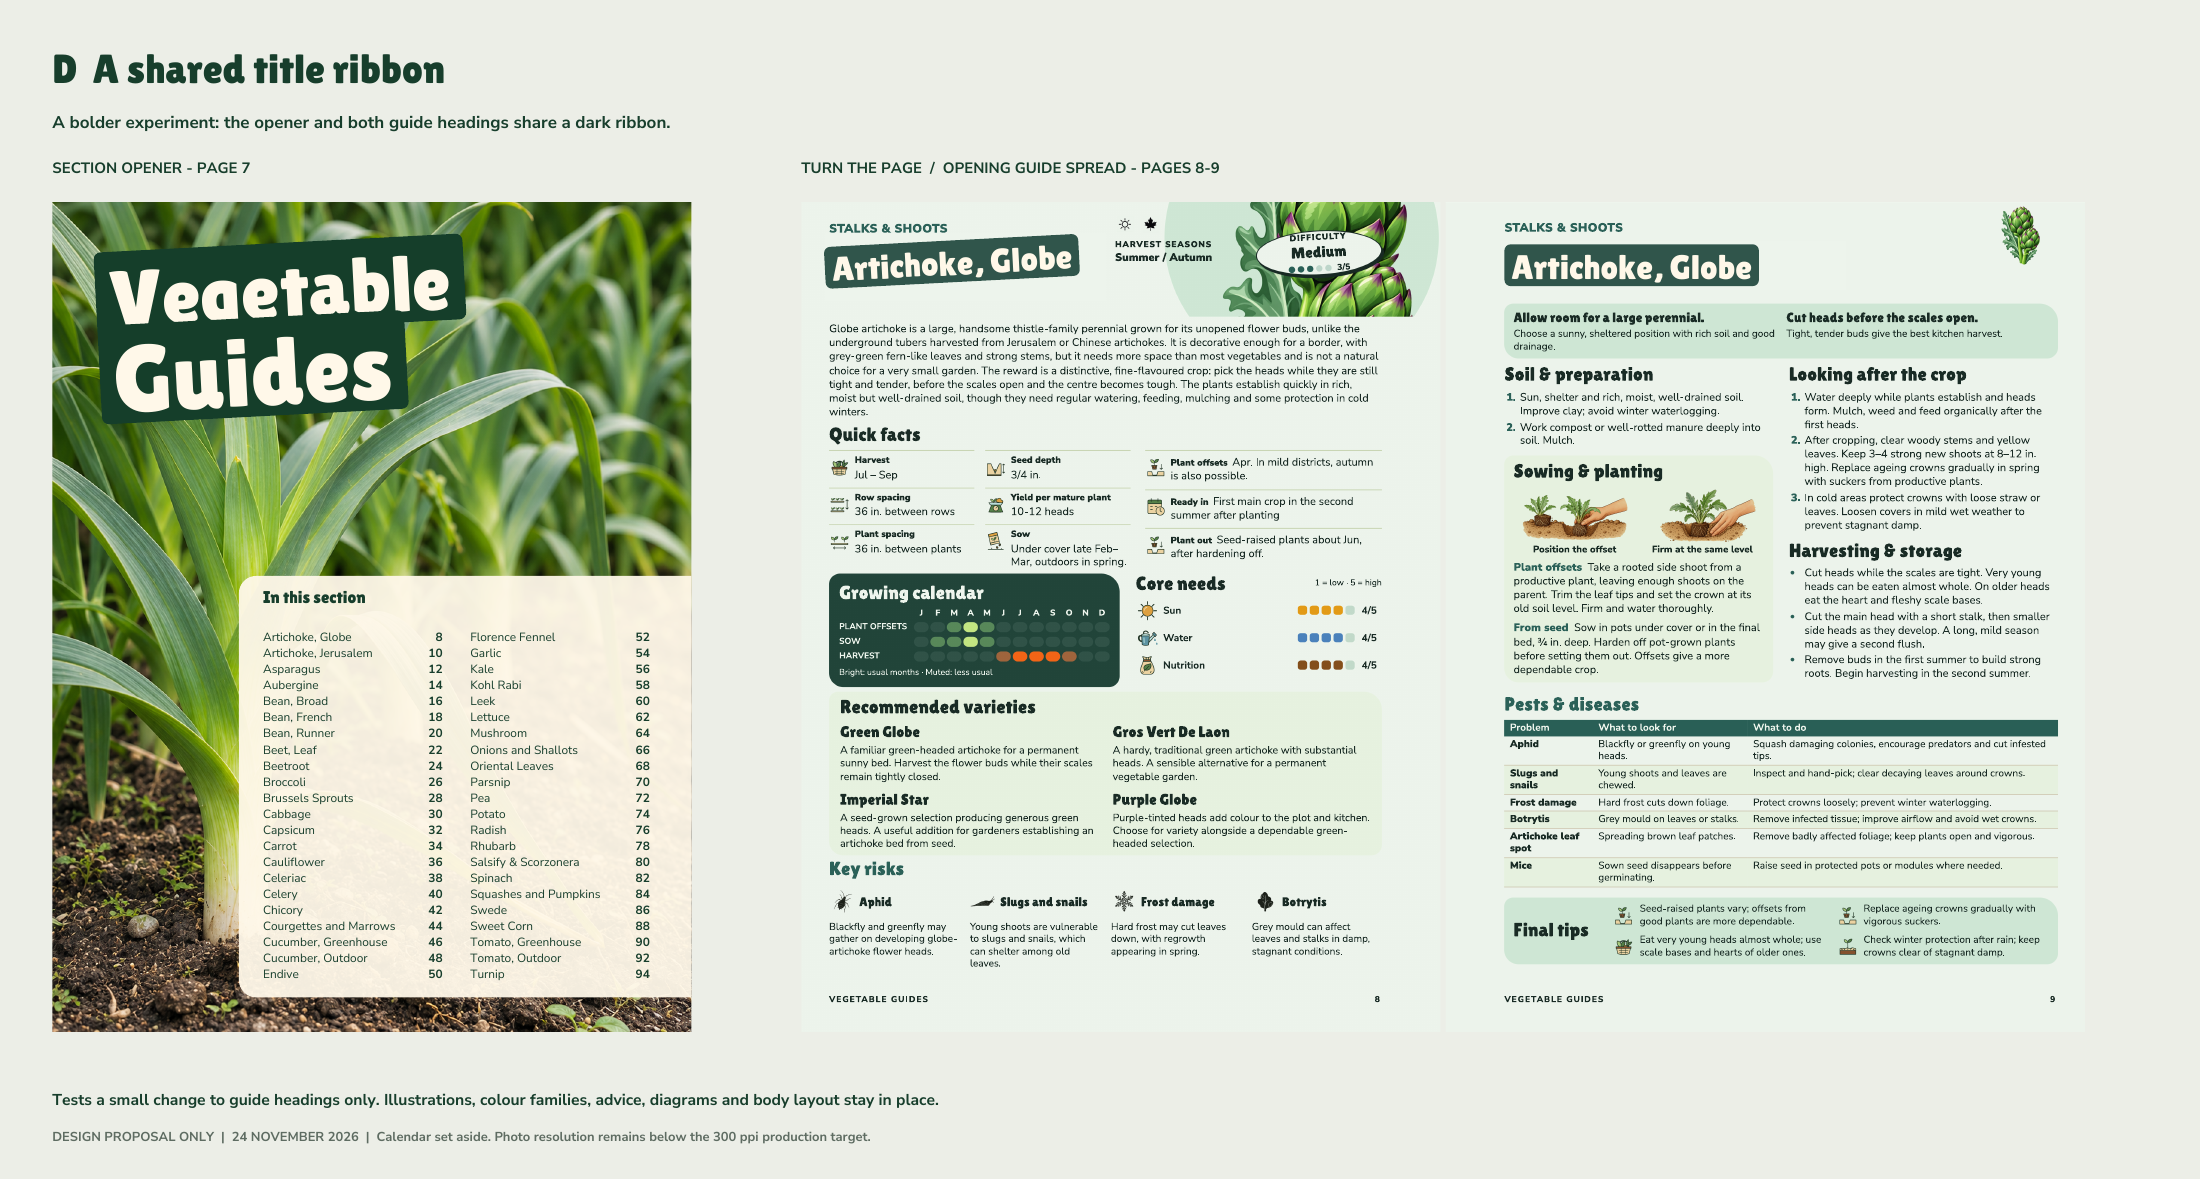 D A shared title ribbon
A bolder experiment: the opener and both guide headings share a dark ribbon.
SECTION OPENER - PAGE 7
Vegetable
Guides
In this section
Artichoke, Globe 8
Artichoke, Jerusalem 10
Asparagus 12
Aubergine 14
Bean, Broad 16
Bean, French 18
Bean, Runner 20
Beet, Leaf 22
Beetroot 24
Broccoli 26
Brussels Sprouts 28
Cabbage 30
Capsicum 32
Carrot 34
Cauliflower 36
Celeriac 38
Celery 40
Chicory 42
Courgettes and Marrows 44
Cucumber, Greenhouse 46
Cucumber, Outdoor 48
Endive 50
Florence Fennel 52
Garlic 54
Kale 56
Kohl Rabi 58
Leek 60
Lettuce 62
Mushroom 64
Onions and Shallots 66
Oriental Leaves 68
Parsnip 70
Pea 72
Potato 74
Radish 76
Rhubarb 78
Salsify & Scorzonera 80
Spinach 82
Squashes and Pumpkins 84
Swede 86
Sweet Corn 88
Tomato, Greenhouse 90
Tomato, Outdoor 92
Turnip 94
TURN THE PAGE / OPENING GUIDE SPREAD - PAGES 8-9
STALKS & SHOOTS
Artichoke, Globe
HARVEST SEASONS
Summer / Autumn
DIFFICULTY
Medium
3/5
Globe artichoke is a large, handsome thistle-family perennial grown for its unopened flower buds, unlike the
underground tubers harvested from Jerusalem or Chinese artichokes. It is decorative enough for a border, with
grey-green fern-like leaves and strong stems, but it needs more space than most vegetables and is not a natural
choice for a very small garden. The reward is a distinctive, fine-flavoured crop: pick the heads while they are still
tight and tender, before the scales open and the centre becomes tough. The plants establish quickly in rich,
moist but well-drained soil, though they need regular watering, feeding, mulching and some protection in cold
winters.
Quick facts
Harvest
Jul – Sep
Row spacing
36 in. between rows
Plant spacing
36 in. between plants
Seed depth
3/4 in.
Yield per mature plant
10-12 heads
Sow
Under cover late Feb–
Mar, outdoors in spring.
Plant offsets Apr. In mild districts, autumn
is also possible.
Ready in First main crop in the second
summer after planting
Plant out Seed-raised plants about Jun,
after hardening off.
Growing calendar
J F M A M J J A S O N D
PLANT OFFSETS
SOW
HARVEST
Bright: usual months · Muted: less usual
Core needs 1 = low · 5 = high
Sun 4/5
Water 4/5
Nutrition 4/5
Recommended varieties
Green Globe
A familiar green-headed artichoke for a permanent
sunny bed. Harvest the flower buds while their scales
remain tightly closed.
Gros Vert De Laon
A hardy, traditional green artichoke with substantial
heads. A sensible alternative for a permanent
vegetable garden.
Imperial Star
A seed-grown selection producing generous green
heads. A useful addition for gardeners establishing an
artichoke bed from seed.
Purple Globe
Purple-tinted heads add colour to the plot and kitchen.
Choose for variety alongside a dependable green-
headed selection.
Key risks
Aphid
Blackfly and greenfly may
gather on developing globe-
artichoke flower heads.
Slugs and snails
Young shoots are vulnerable
to slugs and snails, which
can shelter among old
leaves.
Frost damage
Hard frost may cut leaves
down, with regrowth
appearing in spring.
Botrytis
Grey mould can affect
leaves and stalks in damp,
stagnant conditions.
VEGETABLE GUIDES 8
STALKS & SHOOTS
Artichoke, Globe
Allow room for a large perennial.
Choose a sunny, sheltered position with rich soil and good
drainage.
Cut heads before the scales open.
Tight, tender buds give the best kitchen harvest.
Soil & preparation
1. Sun, shelter and rich, moist, well-drained soil.
Improve clay; avoid winter waterlogging.
2. Work compost or well-rotted manure deeply into
soil. Mulch.
Sowing & planting
Position the offset
Firm at the same level
Plant offsets Take a rooted side shoot from a
productive plant, leaving enough shoots on the
parent. Trim the leaf tips and set the crown at its
old soil level. Firm and water thoroughly.
From seed Sow in pots under cover or in the final
bed, ¾ in. deep. Harden off pot-grown plants
before setting them out. Offsets give a more
dependable crop.
Looking after the crop
1. Water deeply while plants establish and heads
form. Mulch, weed and feed organically after the
first heads.
2. After cropping, clear woody stems and yellow
leaves. Keep 3–4 strong new shoots at 8–12 in.
high. Replace ageing crowns gradually in spring
with suckers from productive plants.
3. In cold areas protect crowns with loose straw or
leaves. Loosen covers in mild wet weather to
prevent stagnant damp.
Harvesting & storage
• Cut heads while the scales are tight. Very young
heads can be eaten almost whole. On older heads
eat the heart and fleshy scale bases.
• Cut the main head with a short stalk, then smaller
side heads as they develop. A long, mild season
may give a second flush.
• Remove buds in the first summer to build strong
roots. Begin harvesting in the second summer.
Pests & diseases
Problem What to look for What to do
Aphid Blackfly or greenfly on young
heads. Squash damaging colonies, encourage predators and cut infested
tips.
Slugs and
snails Young shoots and leaves are
chewed. Inspect and hand-pick; clear decaying leaves around crowns.
Frost damage Hard frost cuts down foliage. Protect crowns loosely; prevent winter waterlogging.
Botrytis Grey mould on leaves or stalks. Remove infected tissue; improve airflow and avoid wet crowns.
Artichoke leaf
spot Spreading brown leaf patches. Remove badly affected foliage; keep plants open and vigorous.
Mice Sown seed disappears before
germinating. Raise seed in protected pots or modules where needed.
Final tips
Seed-raised plants vary; offsets from
good plants are more dependable.
Eat very young heads almost whole; use
scale bases and hearts of older ones.
Replace ageing crowns gradually with
vigorous suckers.
Check winter protection after rain; keep
crowns clear of stagnant damp.
VEGETABLE GUIDES 9
Tests a small change to guide headings only. Illustrations, colour families, advice, diagrams and body layout stay in place.
DESIGN PROPOSAL ONLY | 24 NOVEMBER 2026 | Calendar set aside. Photo resolution remains below the 300 ppi production target.